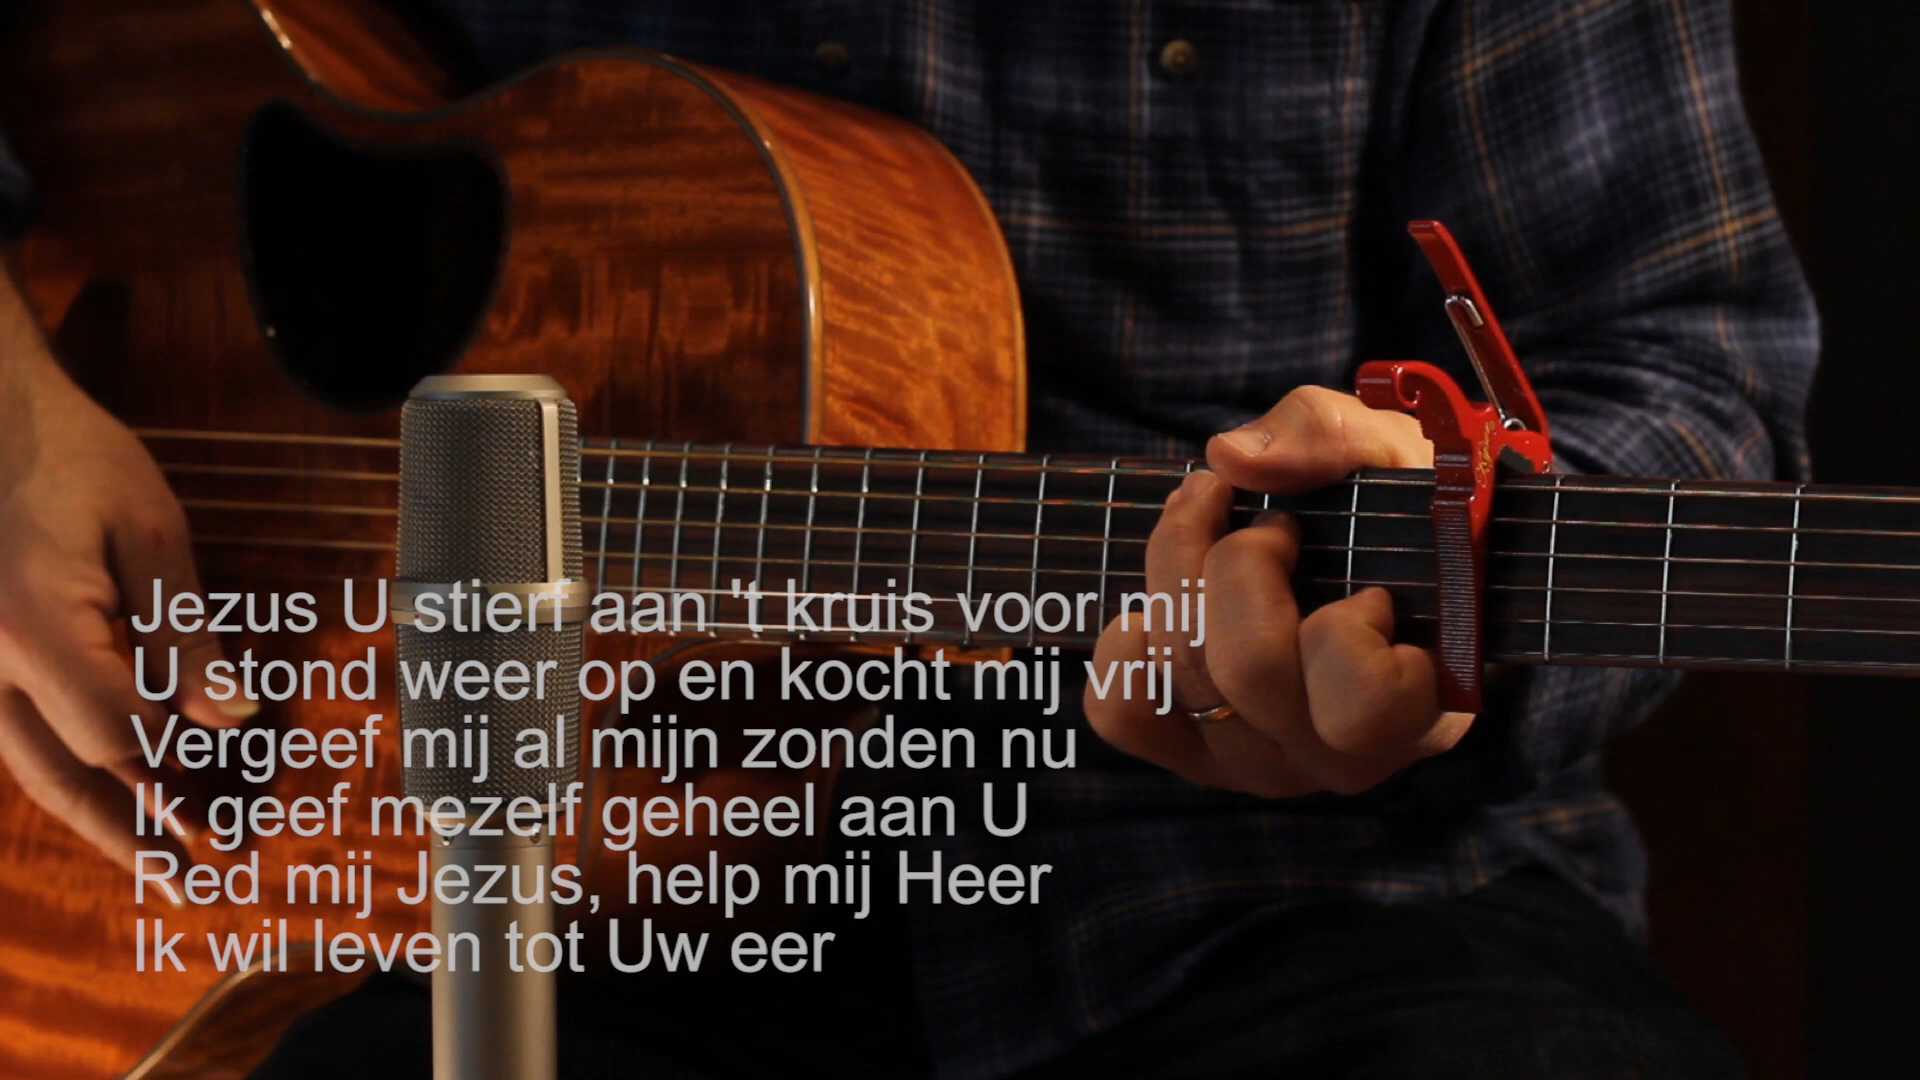 Jezus U stierf aan 't kruis voor mij
U stond weer op en kocht mij vrij
Vergeef mij al mijn zonden nu
Ik geef mezelf geheel aan U
Red mij Jezus, help mij Heer
Ik wil leven tot Uw eer